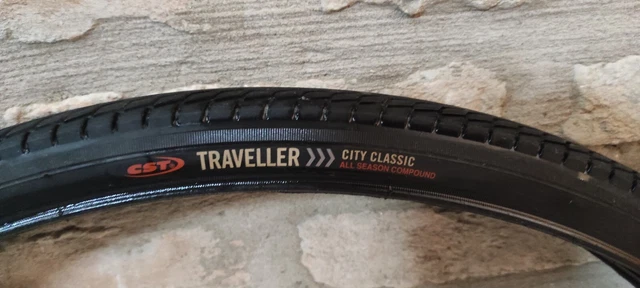 CST
TRAVELLER
CITY CLASSIC
ALL SEASON COMPOUND